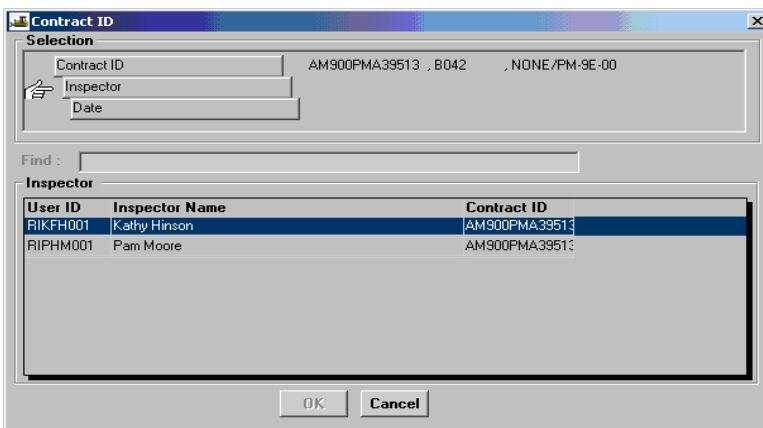 Contract ID
Selection
Contract ID AM900PMA39513 , B042 , NONE/PM-9E-00
Inspector
Date
Find :
Inspector
User ID Inspector Name Contract ID
RIKFH001 Kathy Hinson AM900PMA39513
RIPHM001 Pam Moore AM900PMA39513
OK Cancel